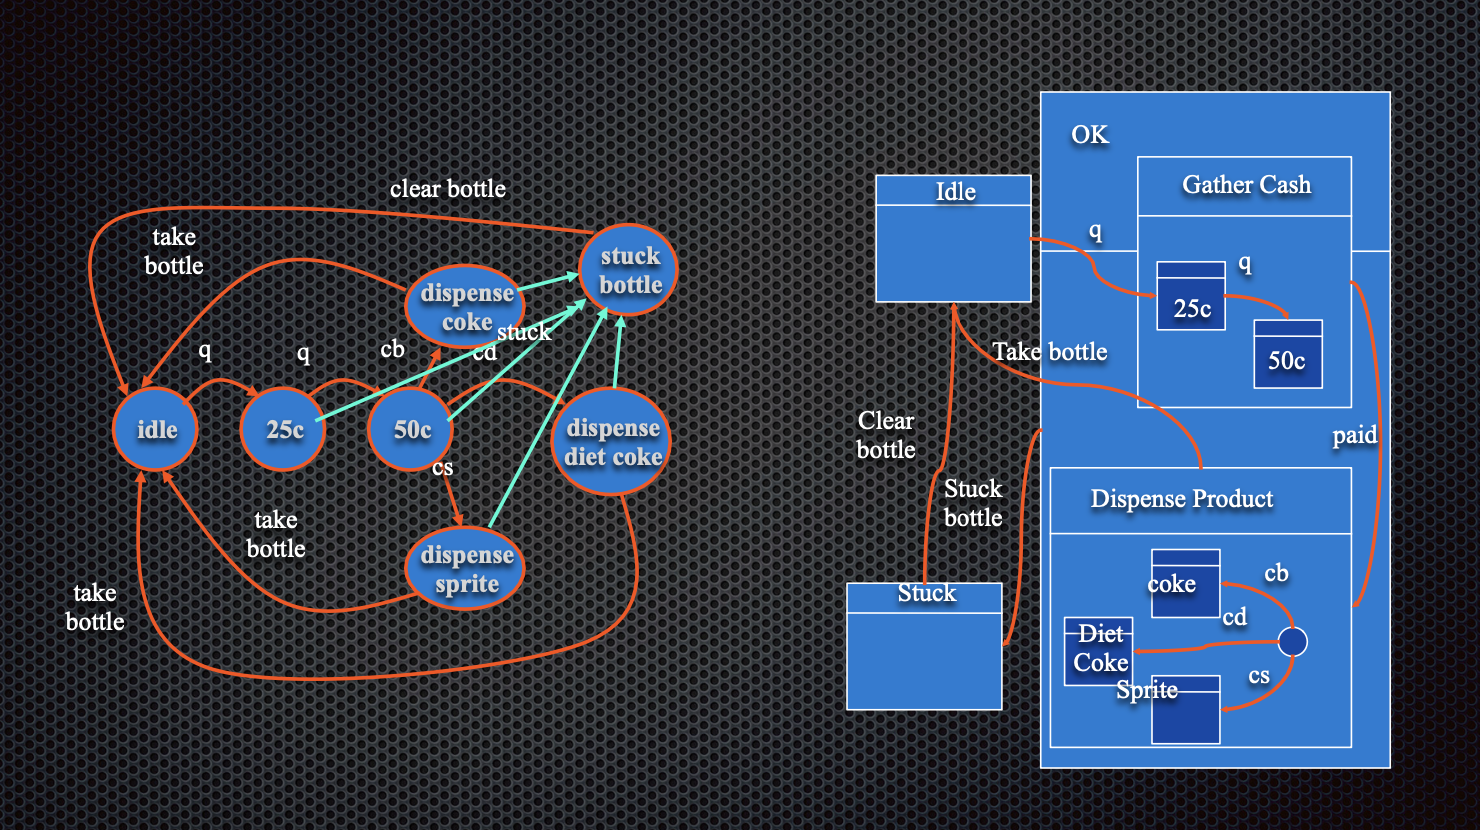 clear bottle
take
bottle
stuck
bottle
dispense
coke
stuck
q
q
cb
cd
idle
25c
50c
dispense
diet coke
cs
take
bottle
dispense
sprite
take
bottle
OK
Idle
Gather Cash
q
q
25c
50c
Take bottle
Clear
bottle
paid
Stuck
bottle
Dispense Product
Stuck
coke
cb
cd
Diet
Coke
cs
Sprite